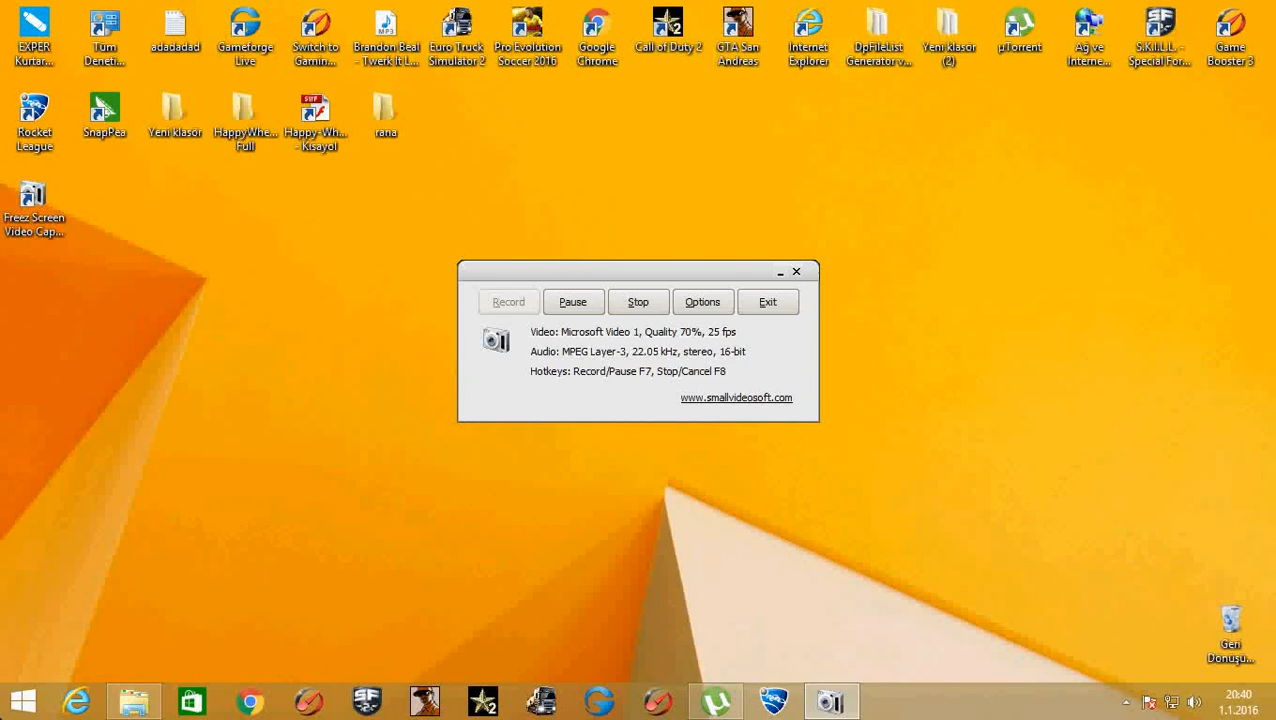 EXPER
Kurtar...
Tüm
Deneti...
adadadad
Gameforge
Live
Switch to
Gamin...
Brandon Beal
- Twerk It L...
Euro Truck
Simulator 2
Pro Evolution
Soccer 2016
Google
Chrome
Call of Duty 2
GTA San
Andreas
Internet
Explorer
DpFileList
Generator v...
Yeni klasör
(2)
µTorrent
Ağ ve
Interne...
S.K.I.L.L. -
Special For...
Game
Booster 3
Rocket
League
SnapPea
Yeni klasör
HappyWhe...
Full
Happy-Wh...
- Kısayol
rana
Freez Screen
Video Cap...
Record
Pause
Stop
Options
Exit
Video: Microsoft Video 1, Quality 70%, 25 fps
Audio: MPEG Layer-3, 22.05 kHz, stereo, 16-bit
Hotkeys: Record/Pause F7, Stop/Cancel F8
www.smallvideosoft.com
Geri
Dönüşü...
20:40
1.1.2016